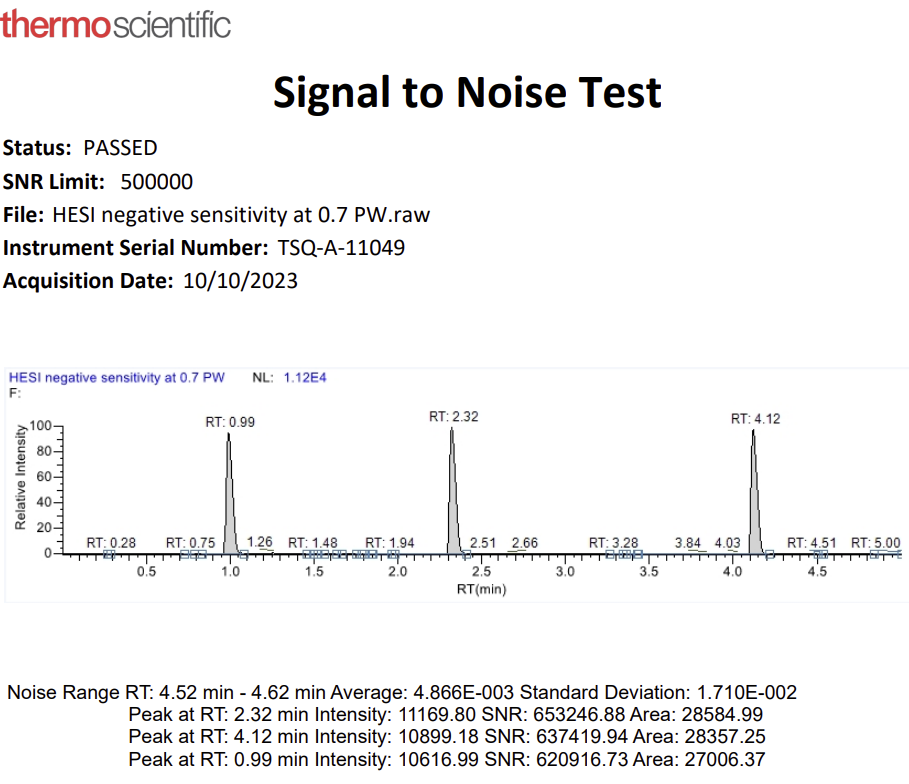 thermoscientific
Signal to Noise Test
Status: PASSED
SNR Limit: 500000
File: HESI negative sensitivity at 0.7 PW.raw
Instrument Serial Number: TSQ-A-11049
Acquisition Date: 10/10/2023
HESI negative sensitivity at 0.7 PW NL: 1.12E4
F:
RT: 0.99 RT: 2.32 RT: 4.12
Relative Intensity
100
80
60
40
20
0
RT: 0.28 RT: 0.75 1.26 RT: 1.48 RT: 1.94 2.51 2.66 RT: 3.28 3.84 4.03 RT: 4.51 RT: 5.00
0.5 1.0 1.5 2.0 2.5 3.0 3.5 4.0 4.5
RT(min)
Noise Range RT: 4.52 min - 4.62 min Average: 4.866E-003 Standard Deviation: 1.710E-002
Peak at RT: 2.32 min Intensity: 11169.80 SNR: 653246.88 Area: 28584.99
Peak at RT: 4.12 min Intensity: 10899.18 SNR: 637419.94 Area: 28357.25
Peak at RT: 0.99 min Intensity: 10616.99 SNR: 620916.73 Area: 27006.37